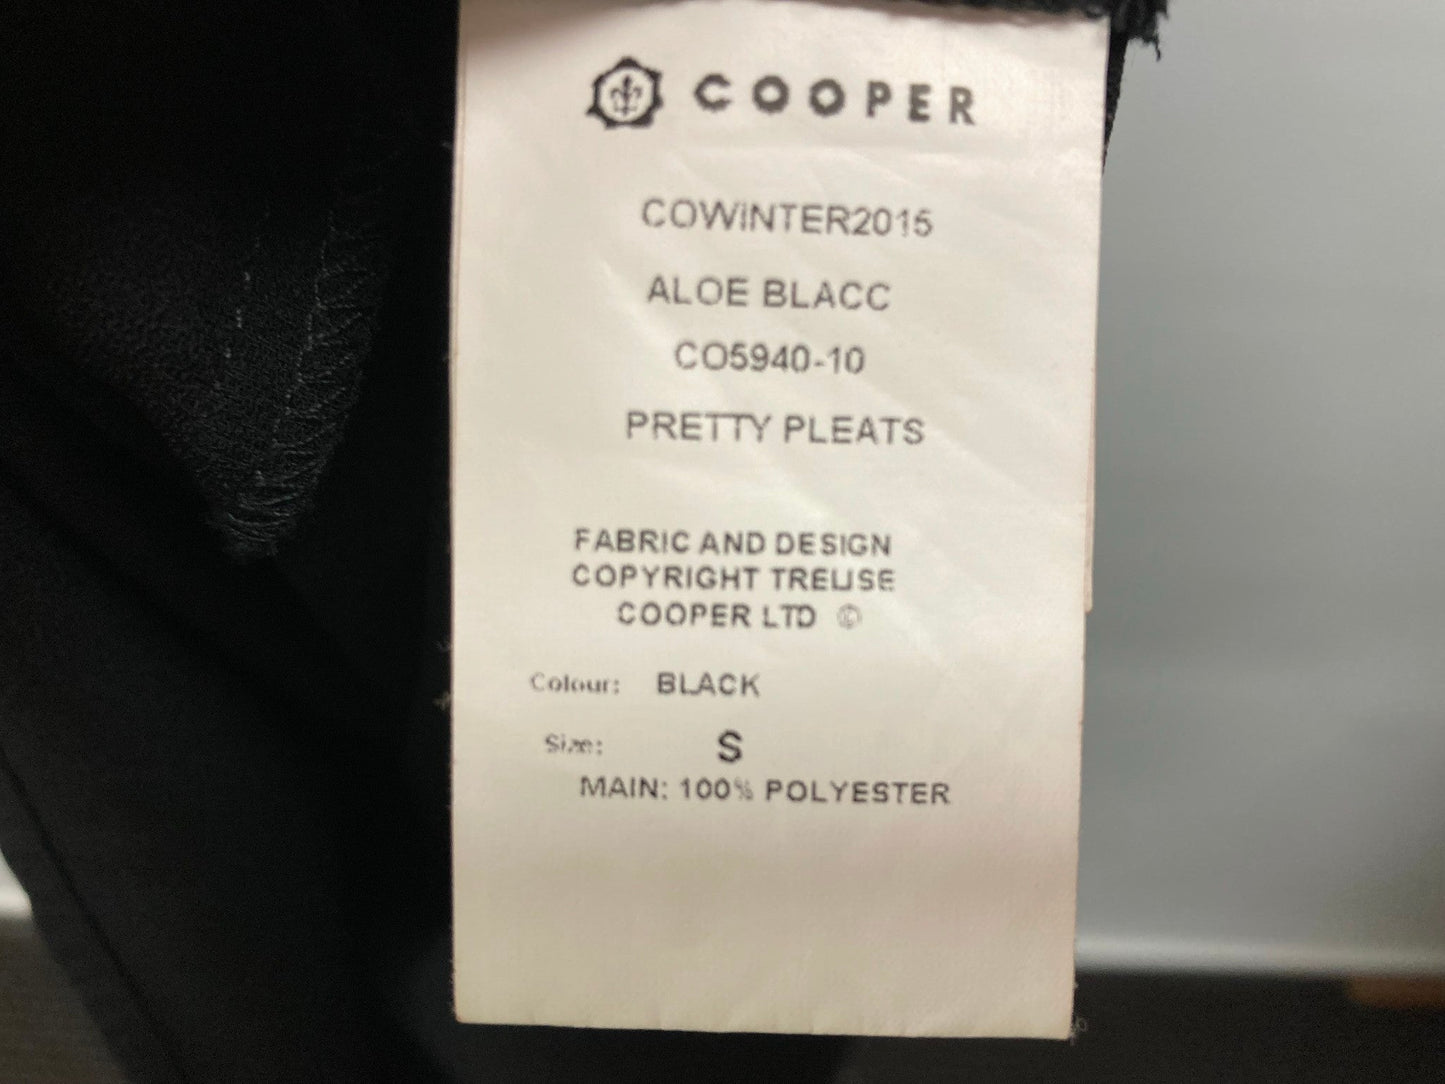 COOPER
COWINTER2015
ALOE BLACC
CO5940-10
PRETTY PLEATS
FABRIC AND DESIGN
COPYRIGHT TRELISE
COOPER LTD ©
Colour: BLACK
Size: S
MAIN: 100% POLYESTER